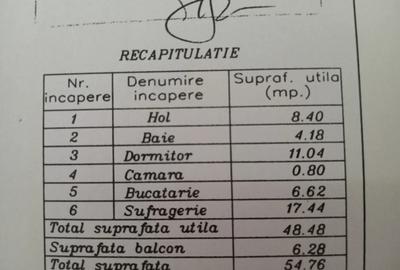 RECAPITULATIE
Nr. incapere Denumire incapere Supraf. utila (mp.)
1 Hol 8.40
2 Baie 4.18
3 Dormitor 11.04
4 Camara 0.80
5 Bucatarie 6.62
6 Sufragerie 17.44
Total suprafata utila 48.48
Suprafata balcon 6.28
Total suprafata 54.76